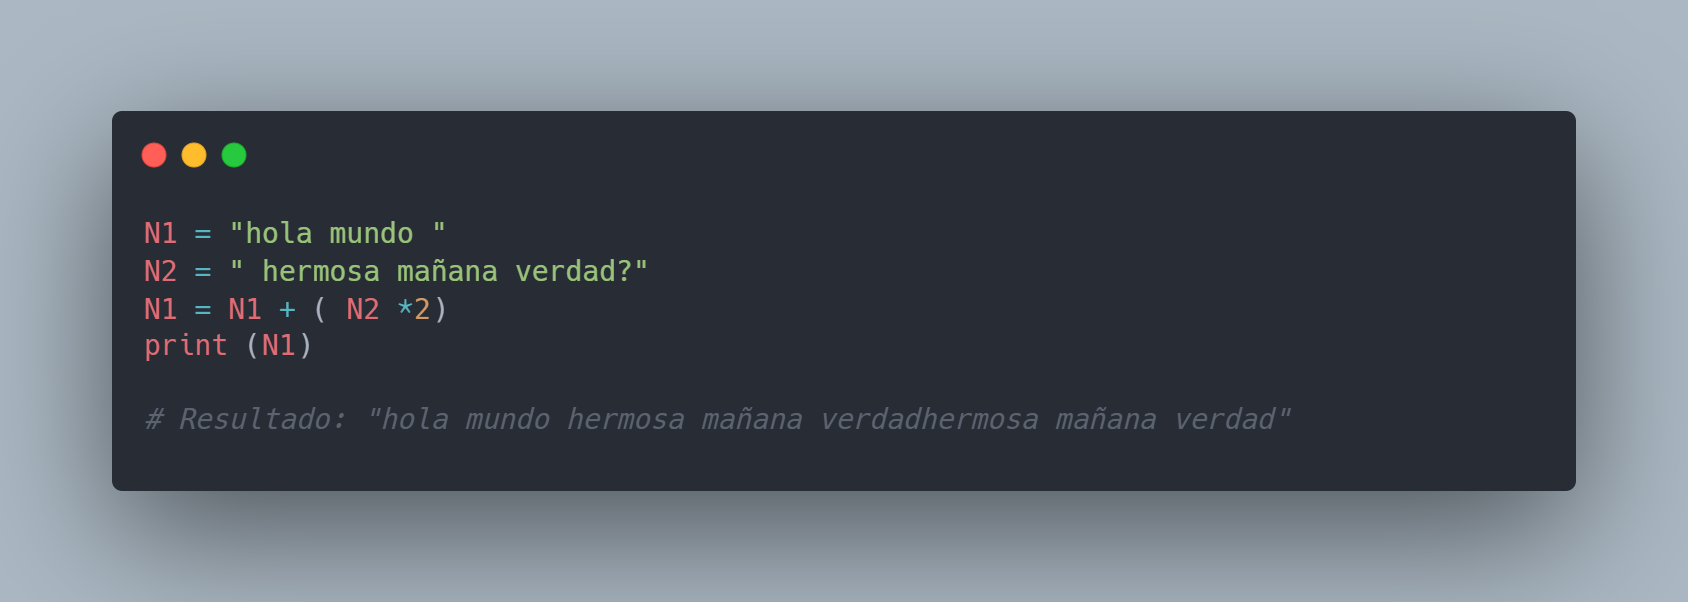 N1 = "hola mundo "
N2 = " hermosa mañana verdad?"
N1 = N1 + ( N2 *2)
print (N1)
# Resultado: "hola mundo hermosa mañana verdadhermosa mañana verdad"